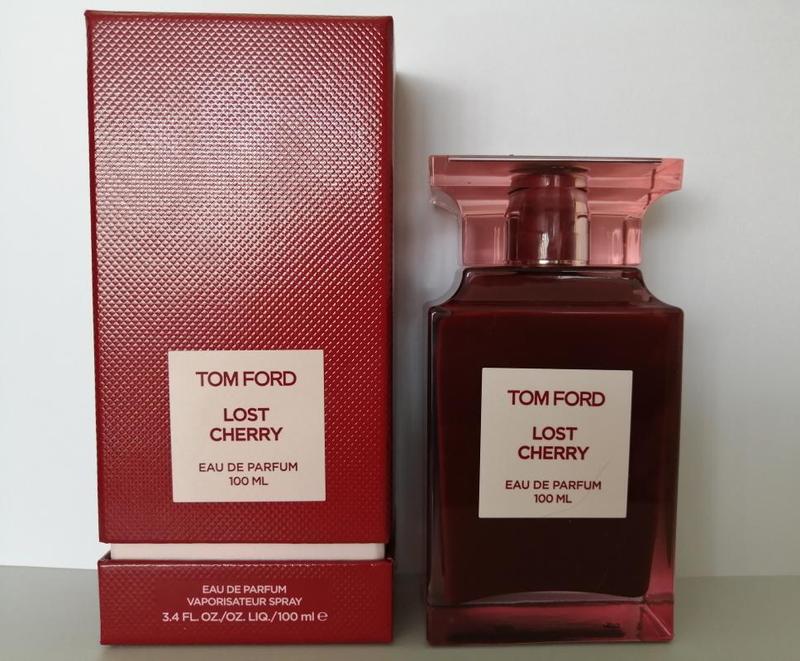 TOM FORD
LOST
CHERRY
EAU DE PARFUM
100 ML
EAU DE PARFUM
VAPORISATEUR SPRAY
3.4 FL. OZ./OZ. LIQ./100 ml ℮
TOM FORD
LOST
CHERRY
EAU DE PARFUM
100 ML